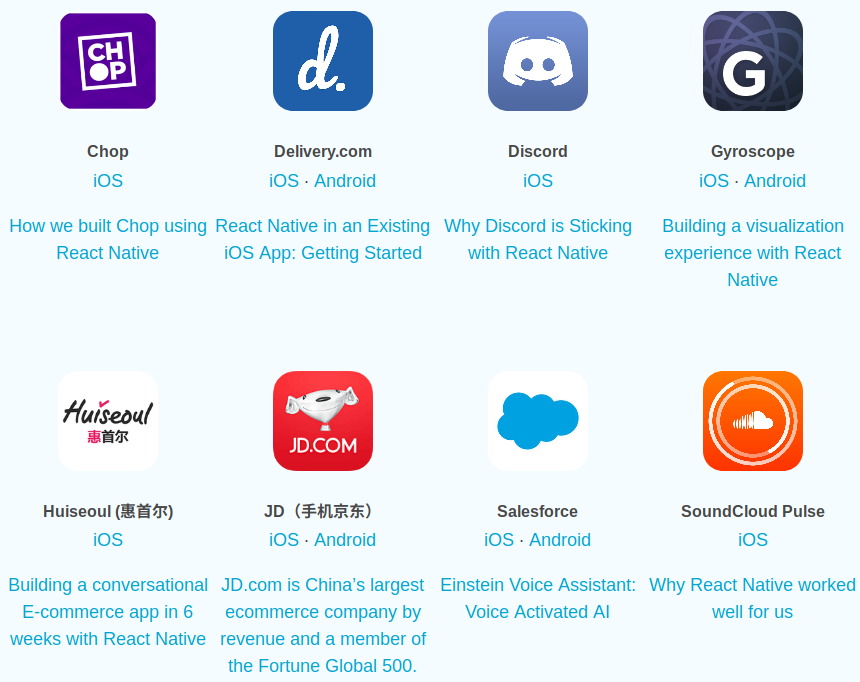 CH
OP
d.
G
Chop
Delivery.com
Discord
Gyroscope
iOS
iOS · Android
iOS
iOS · Android
How we built Chop using
React Native
React Native in an Existing
iOS App: Getting Started
Why Discord is Sticking
with React Native
Building a visualization
experience with React
Native
Huiseoul
惠首尔
JD.COM
Huiseoul (惠首尔)
JD（手机京东）
Salesforce
SoundCloud Pulse
iOS
iOS · Android
iOS · Android
iOS
Building a conversational
E-commerce app in 6
weeks with React Native
JD.com is China’s largest
ecommerce company by
revenue and a member of
the Fortune Global 500.
Einstein Voice Assistant:
Voice Activated AI
Why React Native worked
well for us